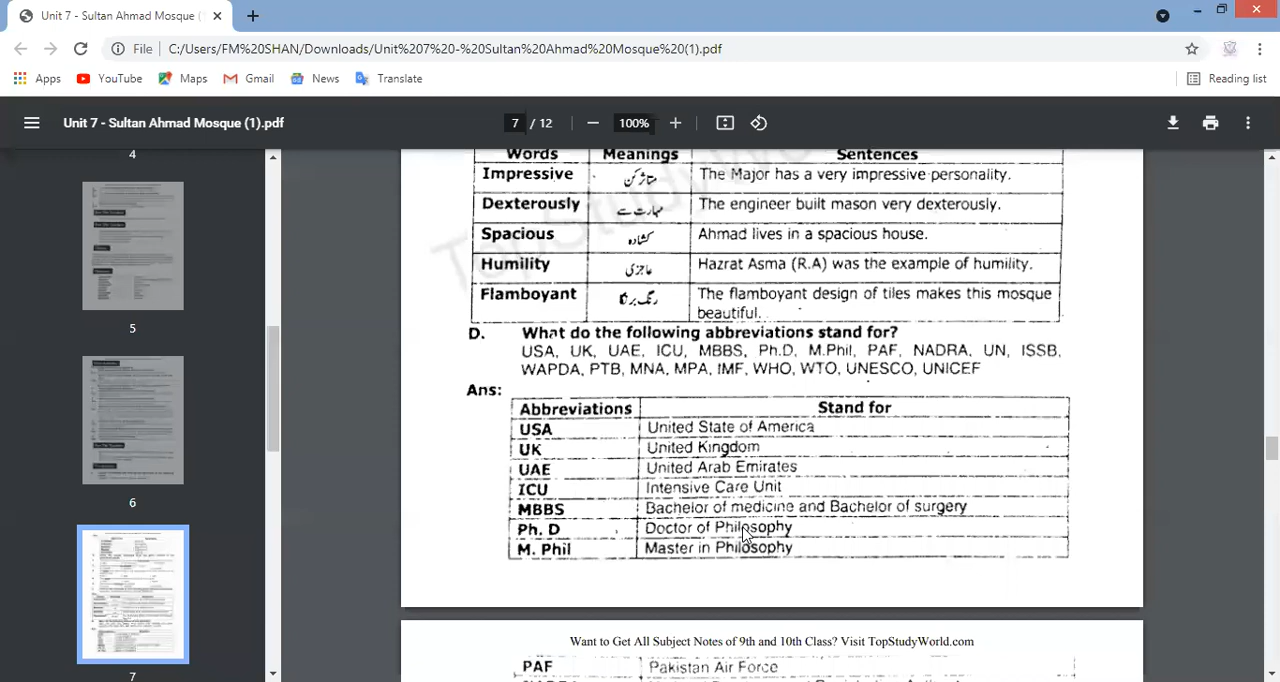 Unit 7 - Sultan Ahmad Mosque (
File
C:/Users/FM%20SHAN/Downloads/Unit%207%20-%20Sultan%20Ahmad%20Mosque%20(1).pdf
Apps YouTube Maps Gmail News Translate Reading list
Unit 7 - Sultan Ahmad Mosque (1).pdf 7 / 12 100%
4
5
6
7
Words Meanings Sentences
Impressive متاثر کن The Major has a very impressive personality.
Dexterously مہارت سے The engineer built mason very dexterously.
Spacious کشادہ Ahmad lives in a spacious house.
Humility عاجزی Hazrat Asma (R.A) was the example of humility.
Flamboyant رنگ برنگا The flamboyant design of tiles makes this mosque
beautiful.
D. What do the following abbreviations stand for?
USA, UK, UAE, ICU, MBBS, Ph.D, M.Phil, PAF, NADRA, UN, ISSB,
WAPDA, PTB, MNA, MPA, IMF, WHO, WTO, UNESCO, UNICEF
Ans:
Abbreviations Stand for
USA United State of America
UK United Kingdom
UAE United Arab Emirates
ICU Intensive Care Unit
MBBS Bachelor of medicine and Bachelor of surgery
Ph. D Doctor of Philosophy
M. Phil Master in Philosophy
Want to Get All Subject Notes of 9th and 10th Class? Visit TopStudyWorld.com
PAF Pakistan Air Force